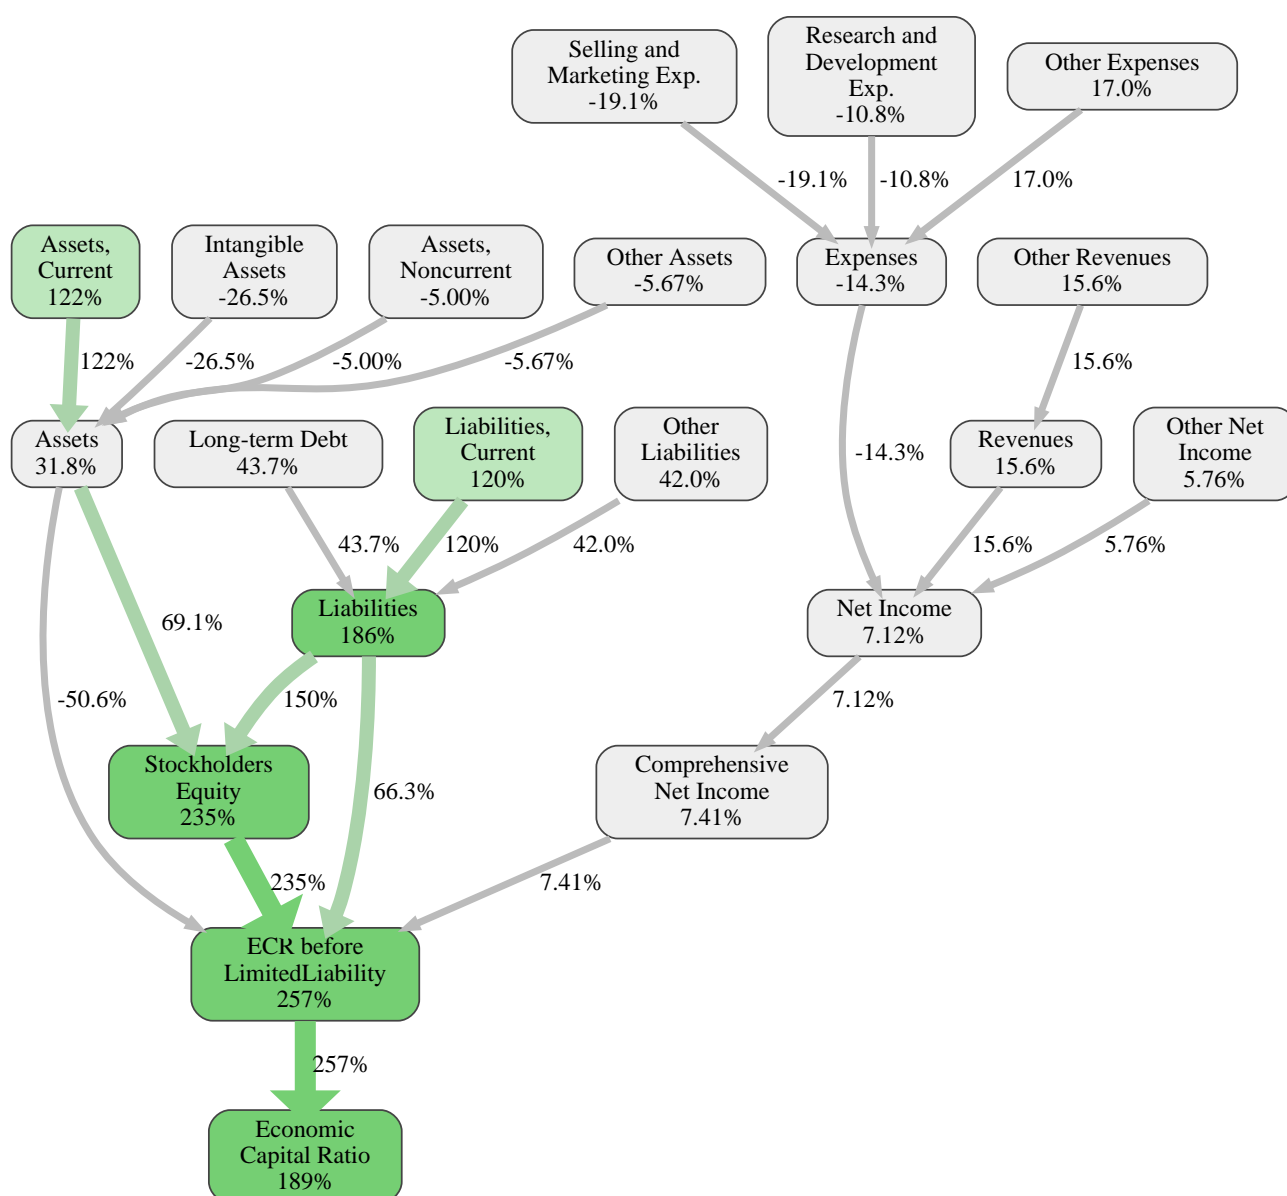 Selling and
Marketing Exp.
-19.1%
Research and
Development
Exp.
-10.8%
Other Expenses
17.0%
-19.1%
-10.8%
17.0%
Assets,
Current
122%
Intangible
Assets
-26.5%
Assets,
Noncurrent
-5.00%
Other Assets
-5.67%
Expenses
-14.3%
Other Revenues
15.6%
122%
-26.5%
-5.00%
-5.67%
15.6%
Assets
31.8%
Long-term Debt
43.7%
Liabilities,
Current
120%
Other
Liabilities
42.0%
-14.3%
Revenues
15.6%
Other Net
Income
5.76%
43.7%
120%
42.0%
15.6%
5.76%
69.1%
Liabilities
186%
Net Income
7.12%
-50.6%
150%
7.12%
Stockholders
Equity
235%
66.3%
Comprehensive
Net Income
7.41%
235%
7.41%
ECR before
LimitedLiability
257%
257%
Economic
Capital Ratio
189%